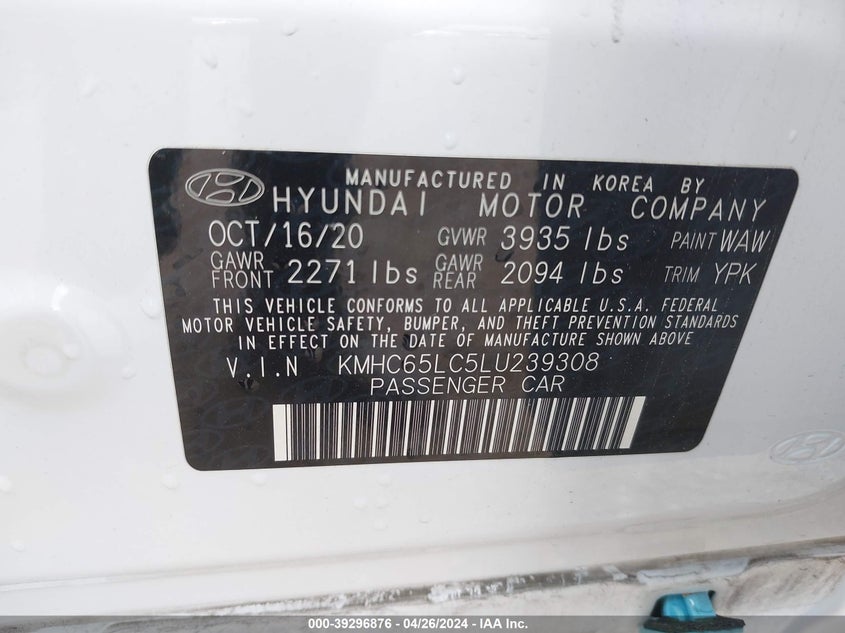 MANUFACTURED IN KOREA BY
HYUNDAI MOTOR COMPANY
OCT/16/20 GVWR 3935 lbs PAINT WAW
GAWR FRONT 2271 lbs GAWR REAR 2094 lbs TRIM YPK
THIS VEHICLE CONFORMS TO ALL APPLICABLE U.S.A. FEDERAL
MOTOR VEHICLE SAFETY, BUMPER, AND THEFT PREVENTION STANDARDS
IN EFFECT ON THE DATE OF MANUFACTURE SHOWN ABOVE
V.I.N KMHC65LC5LU239308
PASSENGER CAR
000-39296876 - 04/26/2024 - IAA Inc.